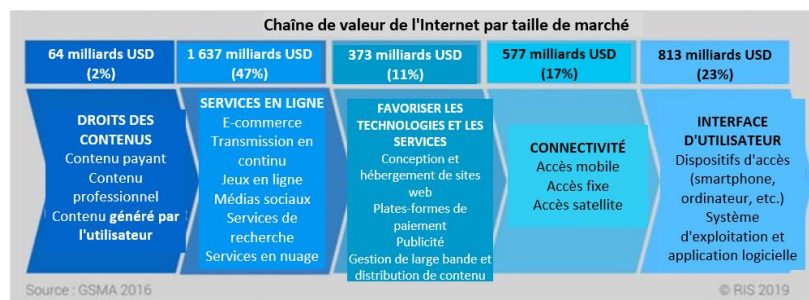 Chaîne de valeur de l'Internet par taille de marché
64 milliards USD
(2%)
1 637 milliards USD
(47%)
373 milliards USD
(11%)
577 milliards USD
(17%)
813 milliards USD
(23%)
DROITS DES
CONTENUS
Contenu payant
Contenu
professionnel
Contenu généré par
l'utilisateur
SERVICES EN LIGNE
E-commerce
Transmission en
continu
Jeux en ligne
Médias sociaux
Services de
recherche
Services en nuage
FAVORISER LES
TECHNOLOGIES ET LES
SERVICES
Conception et
hébergement de sites
web
Plates-formes de
paiement
Publicité
Gestion de large bande et
distribution de contenu
CONNECTIVITÉ
Accès mobile
Accès fixe
Accès satellite
INTERFACE
D'UTILISATEUR
Dispositifs d'accès
(smartphone,
ordinateur, etc.)
Système
d'exploitation et
application logicielle
Source : GSMA 2016
© RIS 2019